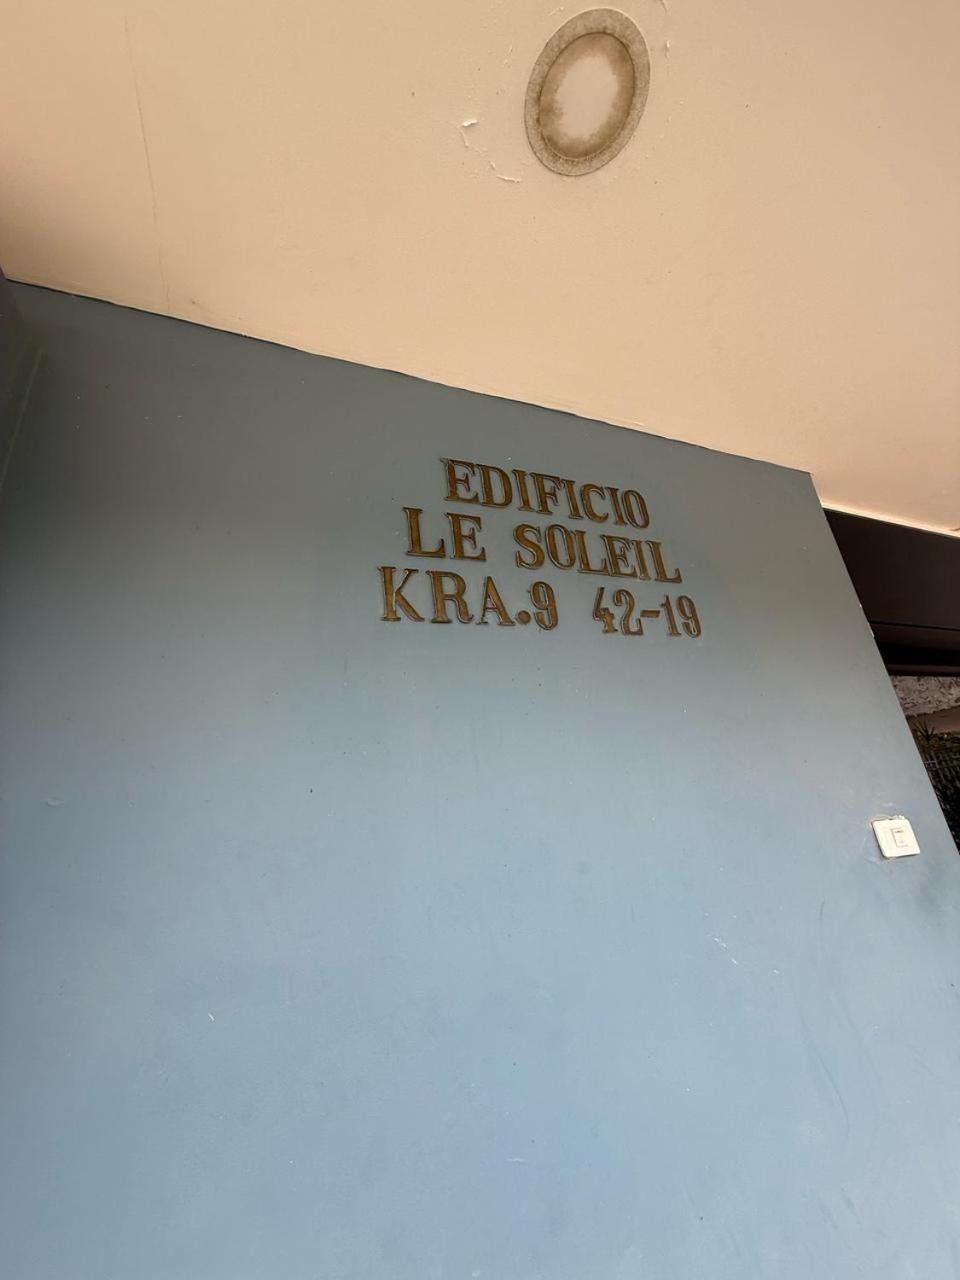 EDIFICIO
LE SOLEIL
KRA.9 42-19